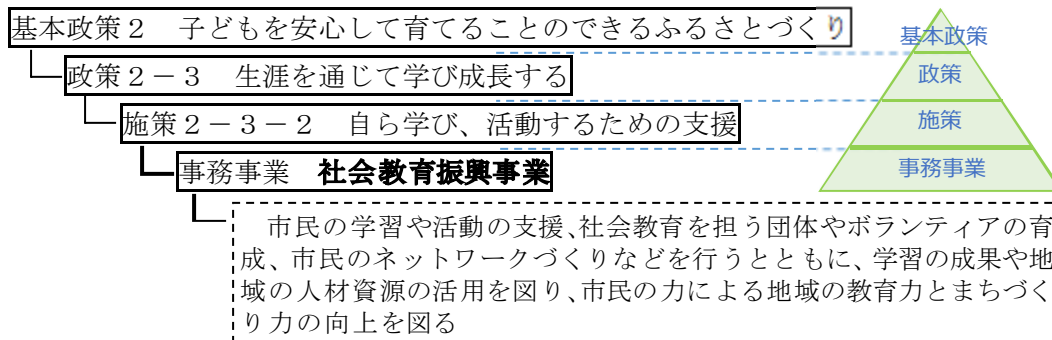 基本政策２　子どもを安心して育てることのできるふるさとづくり
政策２－３　生涯を通じて学び成長する
施策２－３－２　自ら学び、活動するための支援
事務事業　社会教育振興事業
市民の学習や活動の支援、社会教育を担う団体やボランティアの育
成、市民のネットワークづくりなどを行うとともに、学習の成果や地
域の人材資源の活用を図り、市民の力による地域の教育力とまちづく
り力の向上を図る
基本政策
政策
施策
事務事業